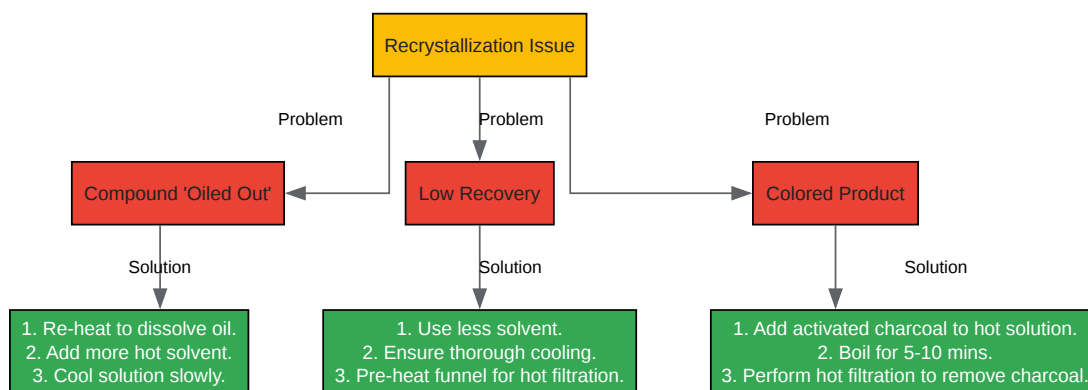 Recrystallization Issue
Problem
Problem
Problem
Compound 'Oiled Out'
Low Recovery
Colored Product
Solution
Solution
Solution
1. Re-heat to dissolve oil.
2. Add more hot solvent.
3. Cool solution slowly.
1. Use less solvent.
2. Ensure thorough cooling.
3. Pre-heat funnel for hot filtration.
1. Add activated charcoal to hot solution.
2. Boil for 5-10 mins.
3. Perform hot filtration to remove charcoal.